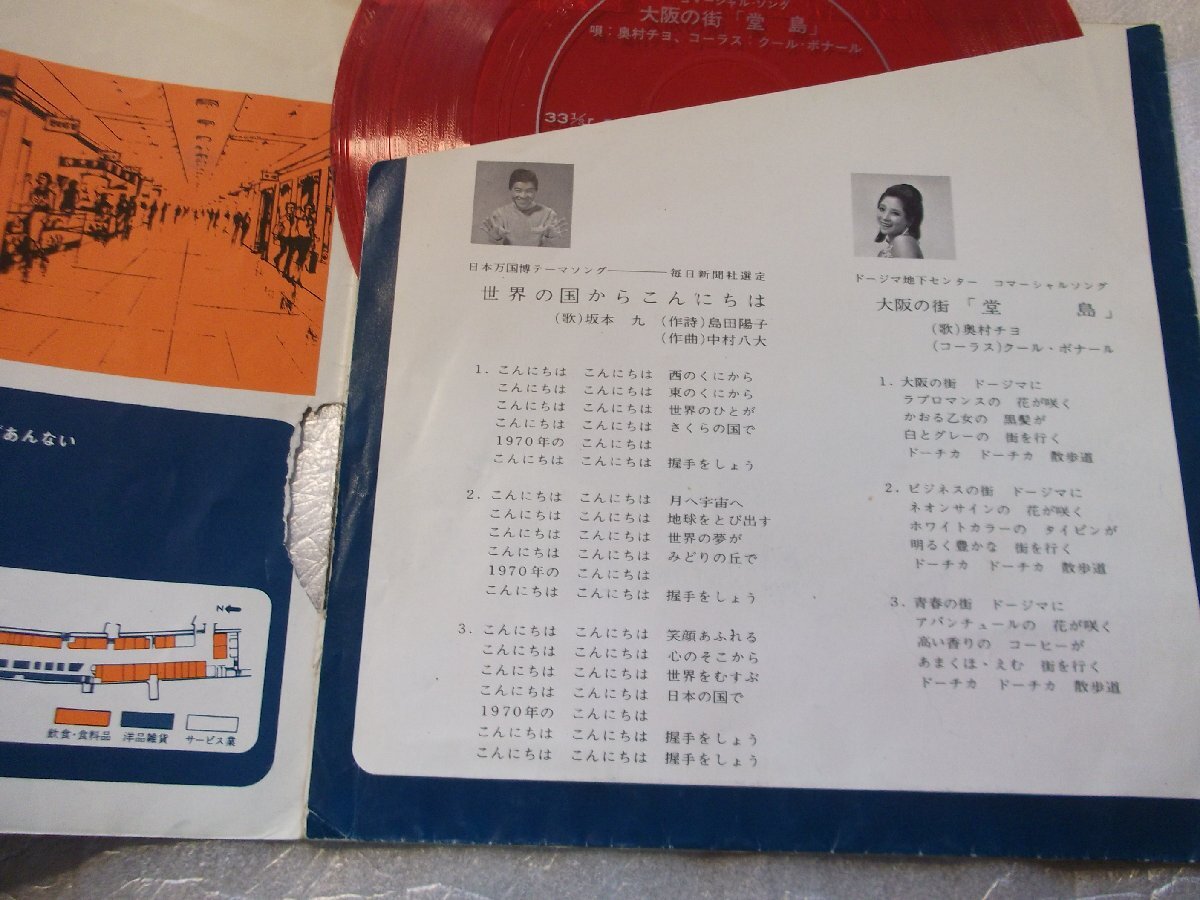 コマーシャル・ソング
大阪の街「堂島」
唄：奥村チヨ、コーラス：クール・ボナール
33⅓r
日本万国博テーマソング――毎日新聞社選定
世界の国からこんにちは
(歌)坂本 九 (作詩)島田陽子
(作曲)中村八大
1. こんにちは こんにちは 西のくにから
こんにちは こんにちは 東のくにから
こんにちは こんにちは 世界のひとが
こんにちは こんにちは さくらの国で
1970年の こんにちは
こんにちは こんにちは 握手をしょう
2. こんにちは こんにちは 月へ宇宙へ
こんにちは こんにちは 地球をとび出す
こんにちは こんにちは 世界の夢が
こんにちは こんにちは みどりの丘で
1970年の こんにちは
こんにちは こんにちは 握手をしょう
3. こんにちは こんにちは 笑顔あふれる
こんにちは こんにちは 心のそこから
こんにちは こんにちは 世界をむすぶ
こんにちは こんにちは 日本の国で
1970年の こんにちは
こんにちは こんにちは 握手をしょう
こんにちは こんにちは 握手をしょう
ドージマ地下センター コマーシャルソング
大阪の街 「堂島」
(歌)奥村チヨ
(コーラス)クール・ボナール
1. 大阪の街 ドージマに
ラブロマンスの 花が咲く
かおる乙女の 黒髪が
白とグレーの 街を行く
ドーチカ ドーチカ 散歩道
2. ビジネスの街 ドージマに
ネオンサインの 花が咲く
ホワイトカラーの タイピンが
明るく豊かな 街を行く
ドーチカ ドーチカ 散歩道
3. 青春の街 ドージマに
アバンチュールの 花が咲く
高い香りの コーヒーが
あまくほゝえむ 街を行く
ドーチカ ドーチカ 散歩道
あんない
N
飲食・食料品 洋品雑貨 サービス業